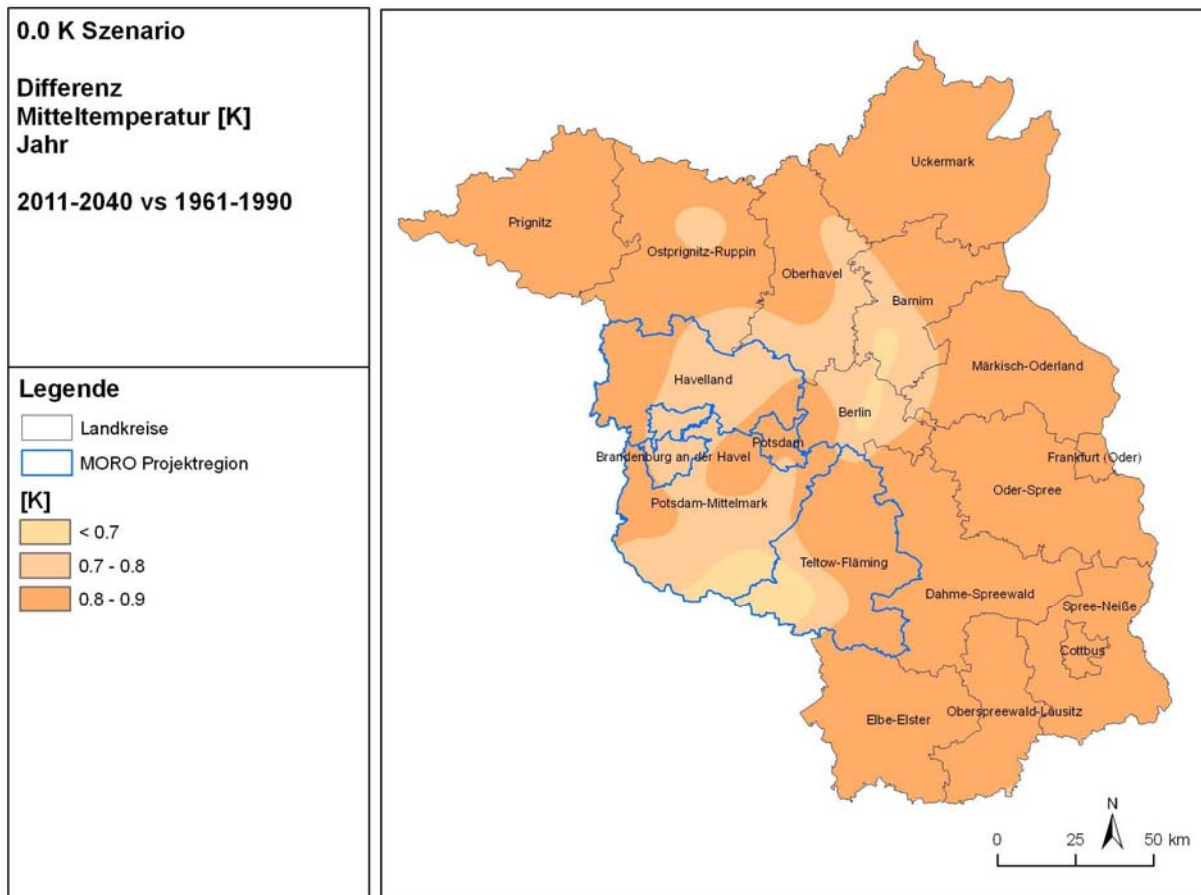 0.0 K Szenario
Differenz
Mitteltemperatur [K]
Jahr
2011-2040 vs 1961-1990
Legende
Landkreise
MORO Projektregion
[K]
< 0.7
0.7 - 0.8
0.8 - 0.9
Uckermark
Prignitz
Ostprignitz-Ruppin
Oberhavel
Barnim
Märkisch-Oderland
Havelland
Berlin
Potsdam
Brandenburg an der Havel
Frankfurt (Oder)
Oder-Spree
Potsdam-Mittelmark
Teltow-Fläming
Dahme-Spreewald
Spree-Neiße
Cottbus
Elbe-Elster
Oberspreewald-Lausitz
N
0 25 50 km